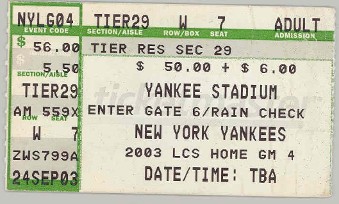 NYLG04 TIER29 W 7 ADULT
EVENT CODE SECTION/AISLE ROW/BOX SEAT ADMISSION
$ 56.00 TIER RES SEC 29
5.50 $ 50.00 + $ 6.00
SECTION/AISLE
TIER29 YANKEE STADIUM
AM 559X ENTER GATE 6/RAIN CHECK
W 7 NEW YORK YANKEES
ZWS799A 2003 LCS HOME GM 4
24SEP03 DATE/TIME: TBA